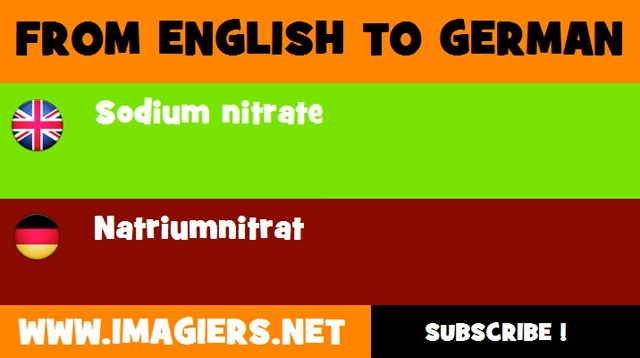 FROM ENGLISH TO GERMAN
Sodium nitrate
Natriumnitrat
WWW.IMAGIERS.NET
SUBSCRIBE !